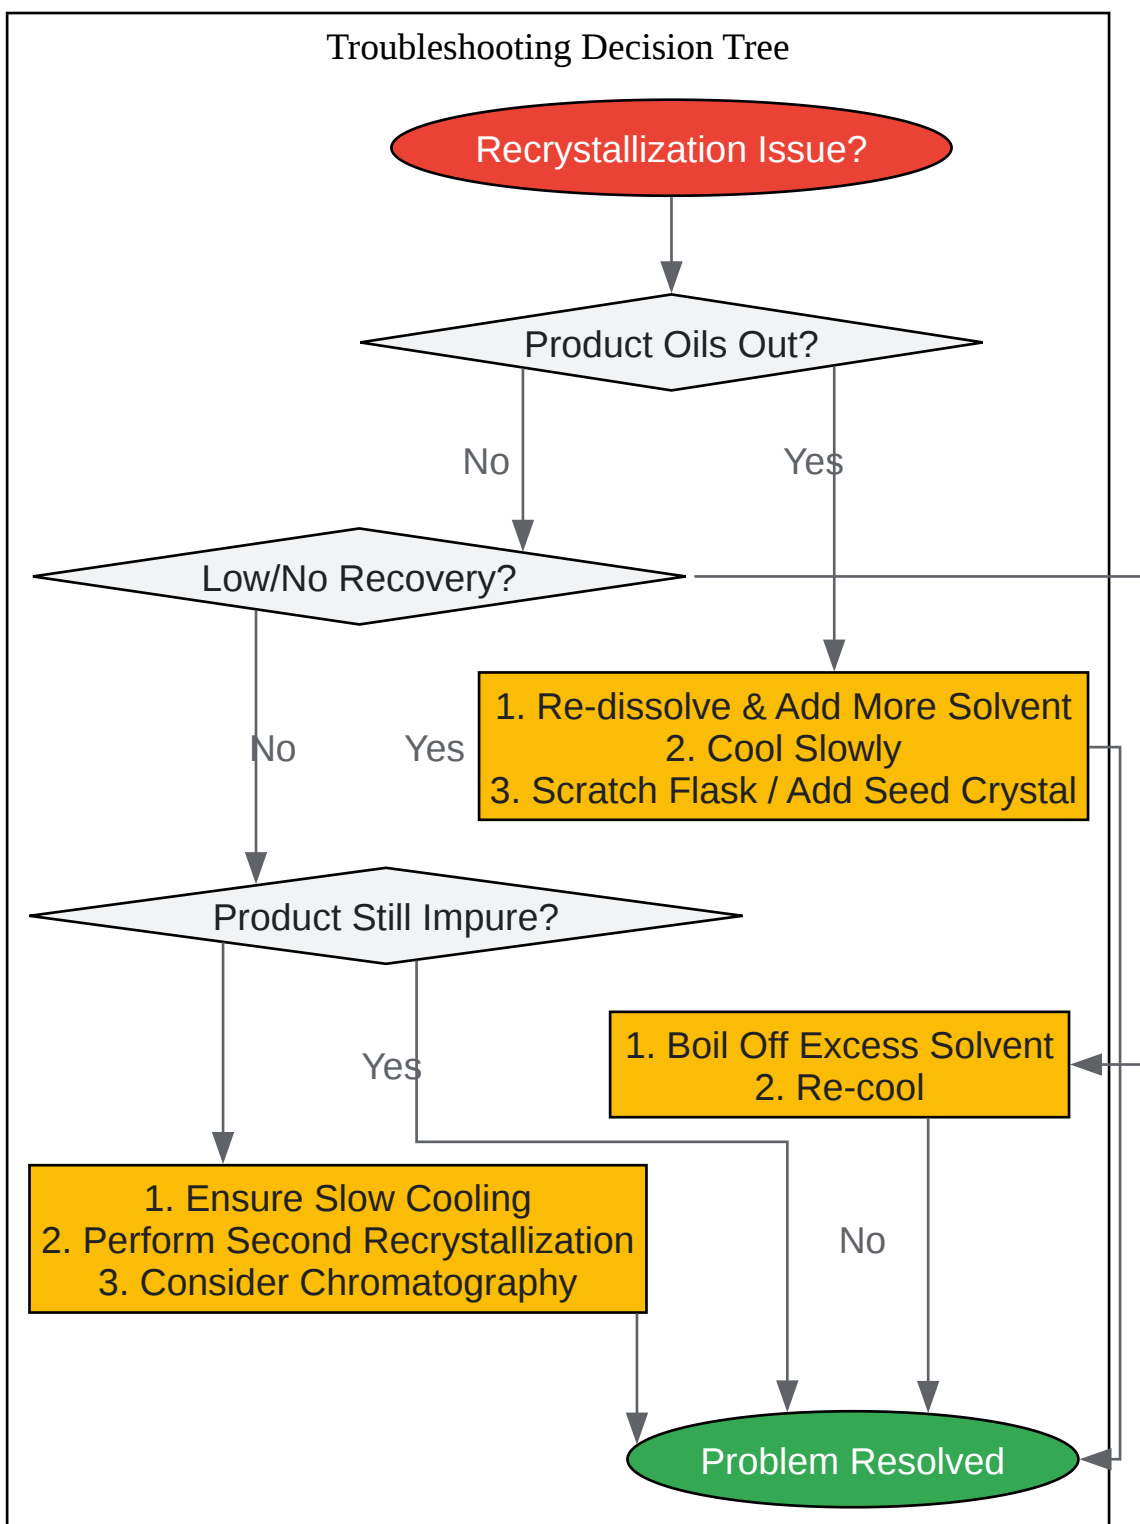 Troubleshooting Decision Tree
Recrystallization Issue?
Product Oils Out?
No
Yes
Low/No Recovery?
1. Re-dissolve & Add More Solvent
2. Cool Slowly
3. Scratch Flask / Add Seed Crystal
No
Yes
Product Still Impure?
1. Boil Off Excess Solvent
2. Re-cool
Yes
1. Ensure Slow Cooling
2. Perform Second Recrystallization
3. Consider Chromatography
No
Problem Resolved